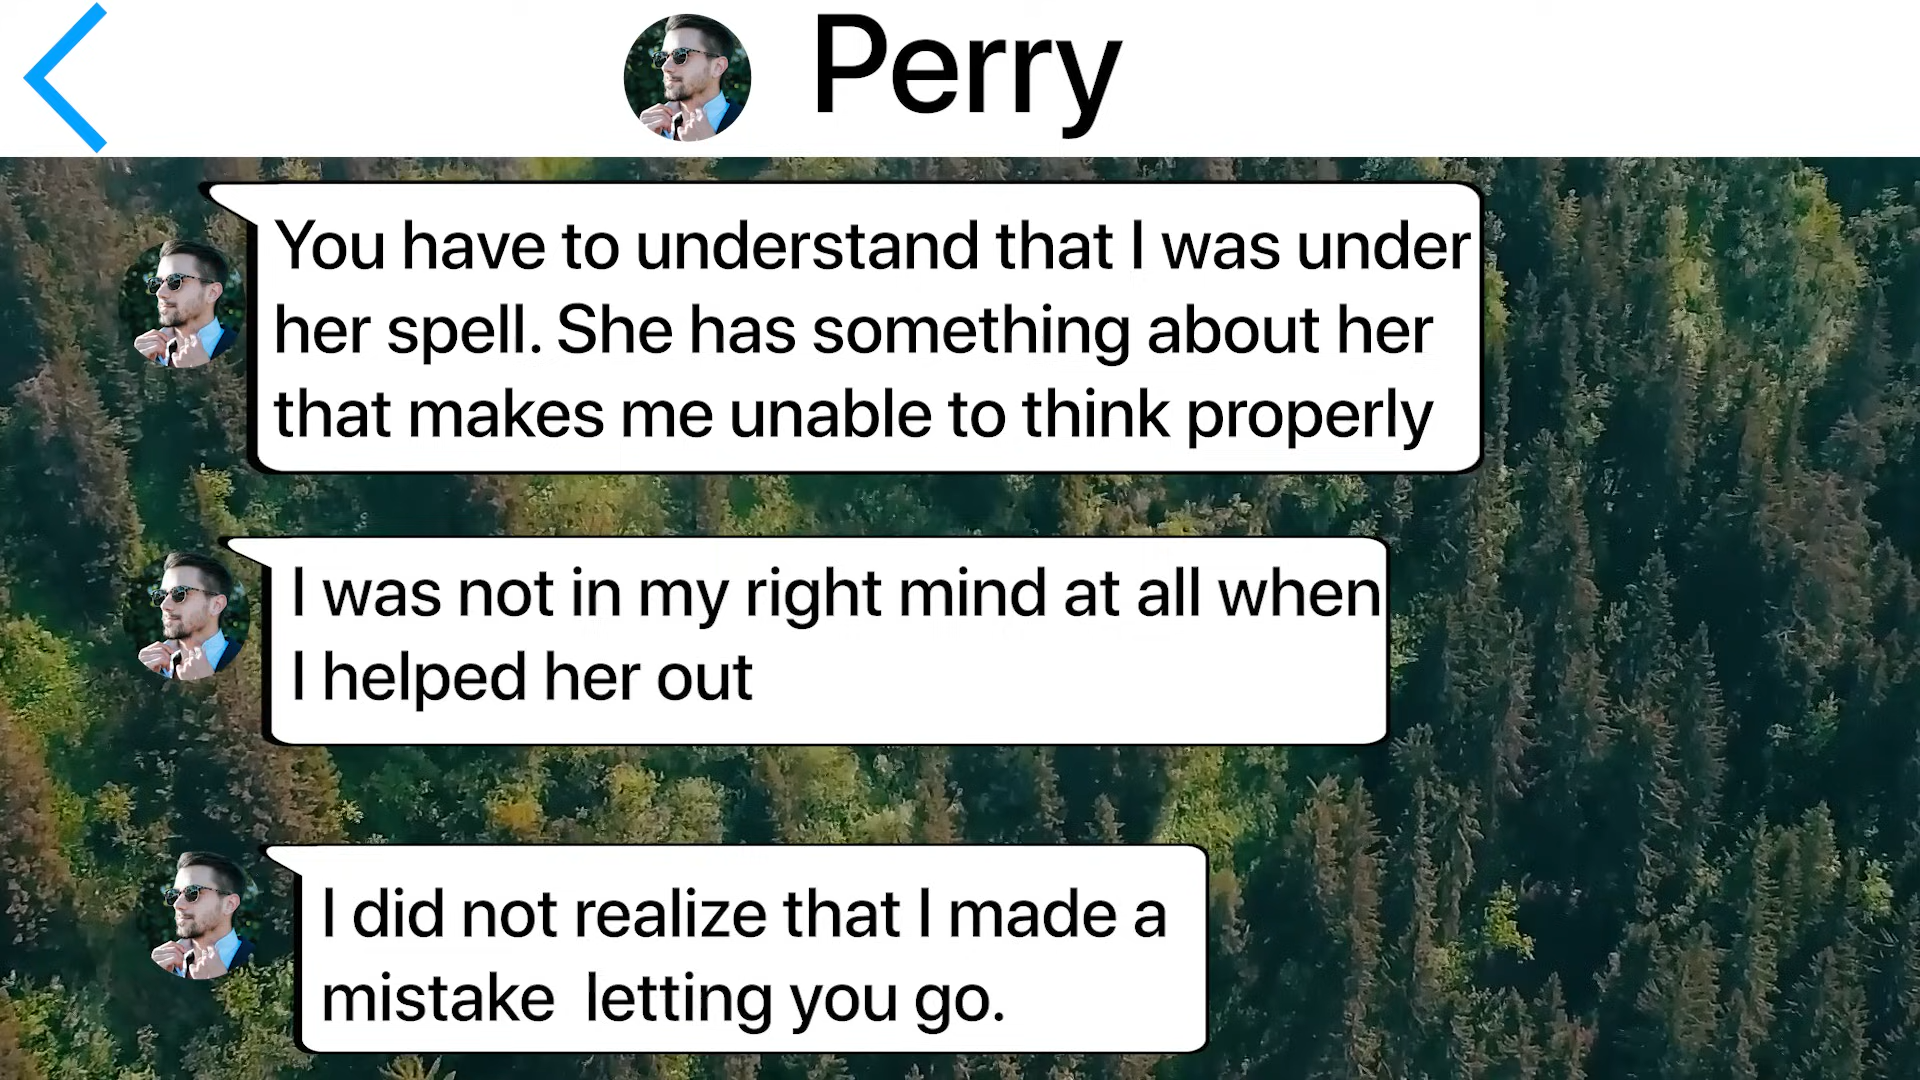 Perry
You have to understand that I was under
her spell. She has something about her
that makes me unable to think properly
I was not in my right mind at all when
I helped her out
I did not realize that I made a
mistake  letting you go.